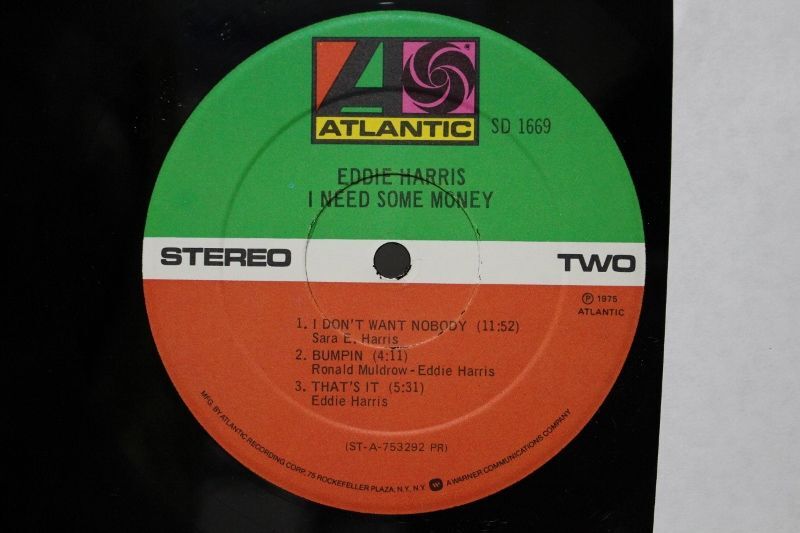 ATLANTIC
SD 1669
EDDIE HARRIS
I NEED SOME MONEY
STEREO
TWO
℗ 1975
ATLANTIC
1. I DON'T WANT NOBODY (11:52)
Sara E. Harris
2. BUMPIN (4:11)
Ronald Muldrow-Eddie Harris
3. THAT'S IT (5:31)
Eddie Harris
(ST-A-753292 PR)
MFG. BY ATLANTIC RECORDING CORP., 75 ROCKEFELLER PLAZA, N.Y., N.Y. A WARNER COMMUNICATIONS COMPANY